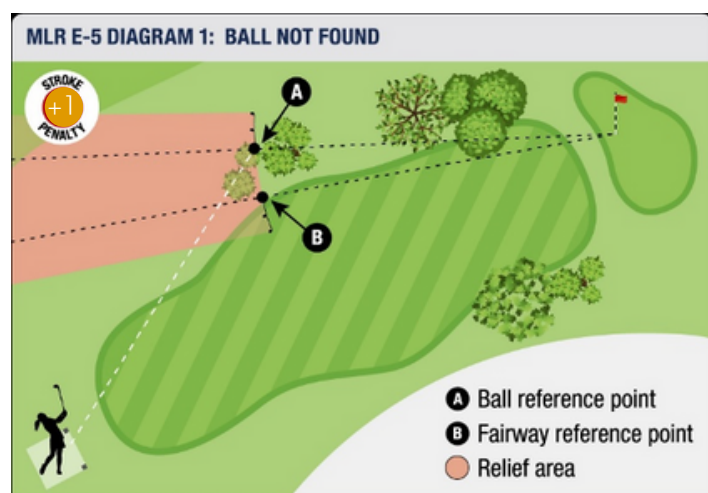 MLR E-5 DIAGRAM 1: BALL NOT FOUND
STROKE
+1
PENALTY
A
B
A Ball reference point
B Fairway reference point
Relief area